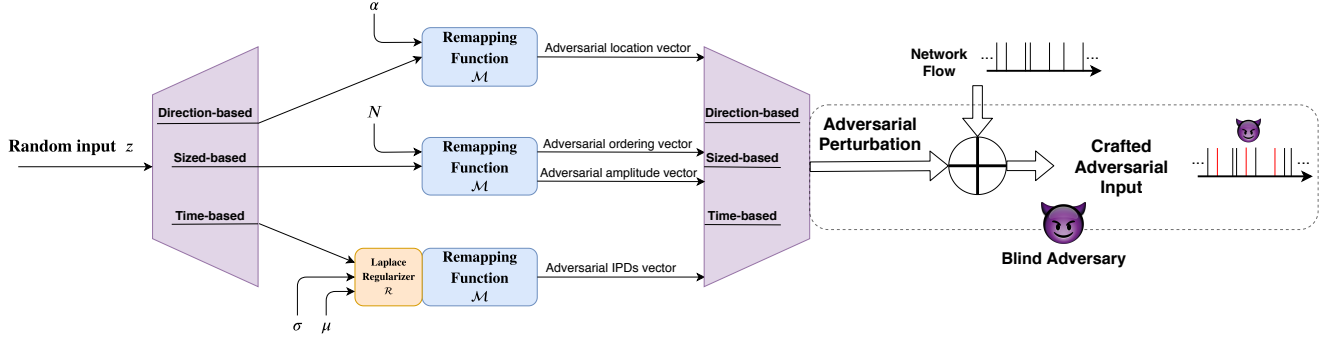 Random input z
Direction-based
Sized-based
Time-based
α
Remapping
Function
ℳ
Adversarial location vector
N
Remapping
Function
ℳ
Adversarial ordering vector
Adversarial amplitude vector
Laplace
Regularizer
ℛ
Remapping
Function
ℳ
σ
μ
Adversarial IPDs vector
Direction-based
Sized-based
Time-based
Adversarial
Perturbation
Network
Flow
...
...
Crafted
Adversarial
Input
...
...
Blind Adversary